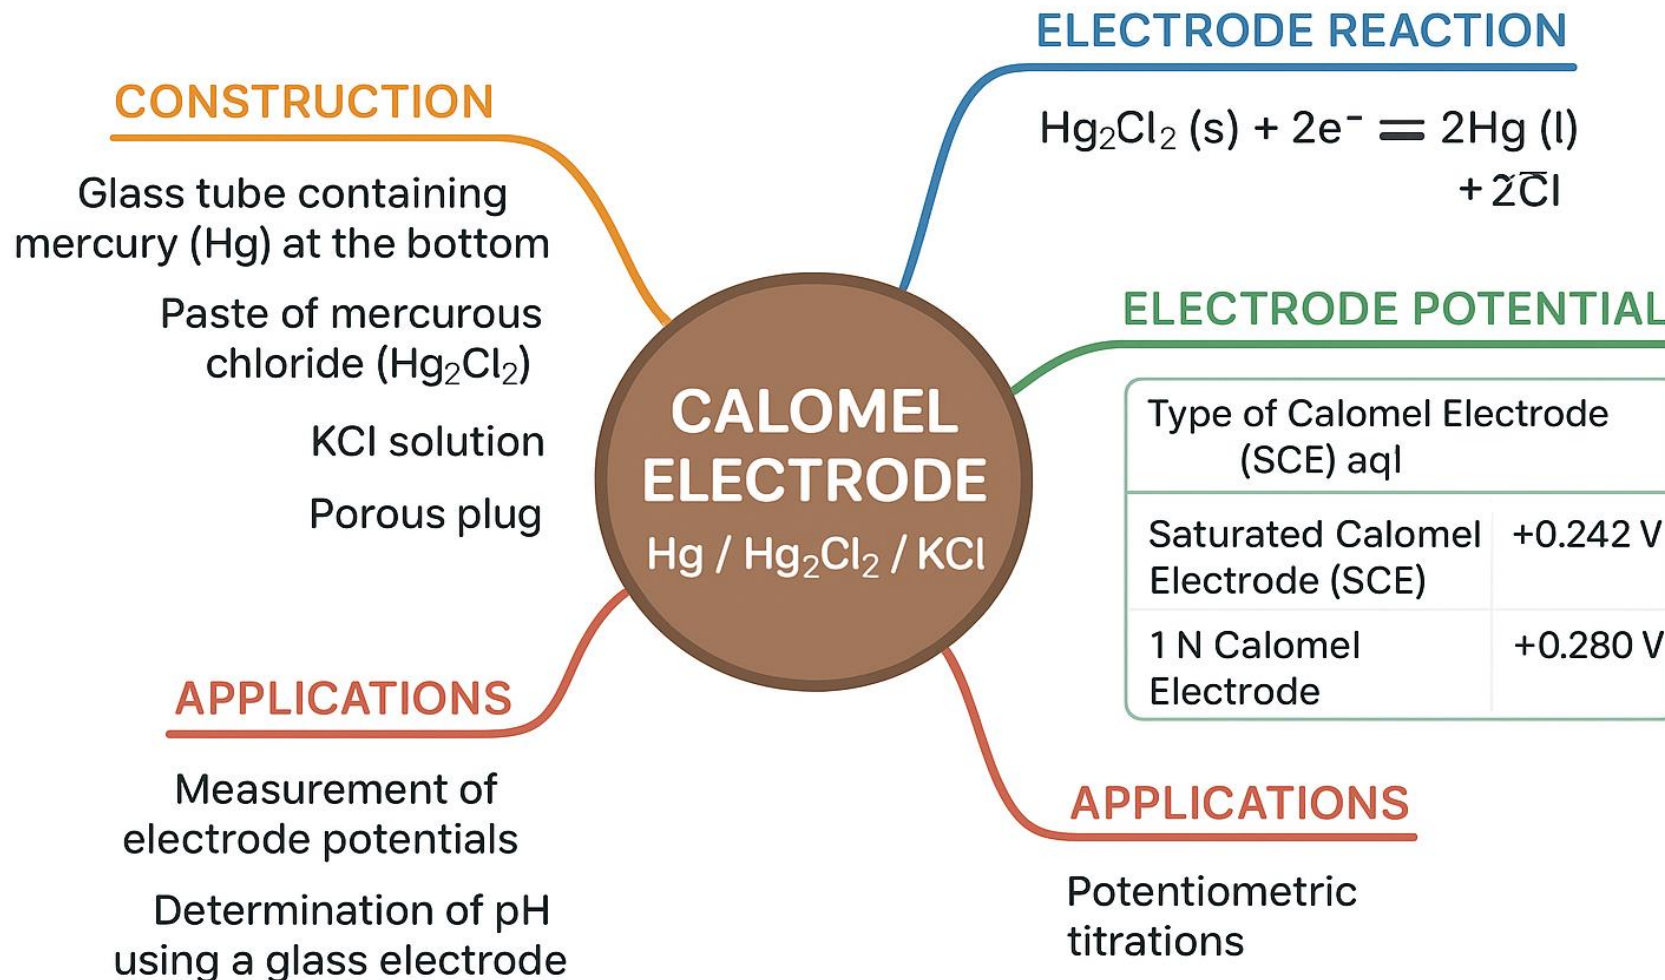 CONSTRUCTION
Glass tube containing
mercury (Hg) at the bottom
Paste of mercurous
chloride (Hg₂Cl₂)
KCl solution
Porous plug
ELECTRODE REACTION
Hg₂Cl₂ (s) + 2e⁻ = 2Hg (l)
+ 2C̅l
ELECTRODE POTENTIAL
Type of Calomel Electrode
(SCE) aql
Saturated Calomel +0.242 V
Electrode (SCE)
1 N Calomel +0.280 V
Electrode
CALOMEL
ELECTRODE
Hg / Hg₂Cl₂ / KCl
APPLICATIONS
Measurement of
electrode potentials
Determination of pH
using a glass electrode
APPLICATIONS
Potentiometric
titrations